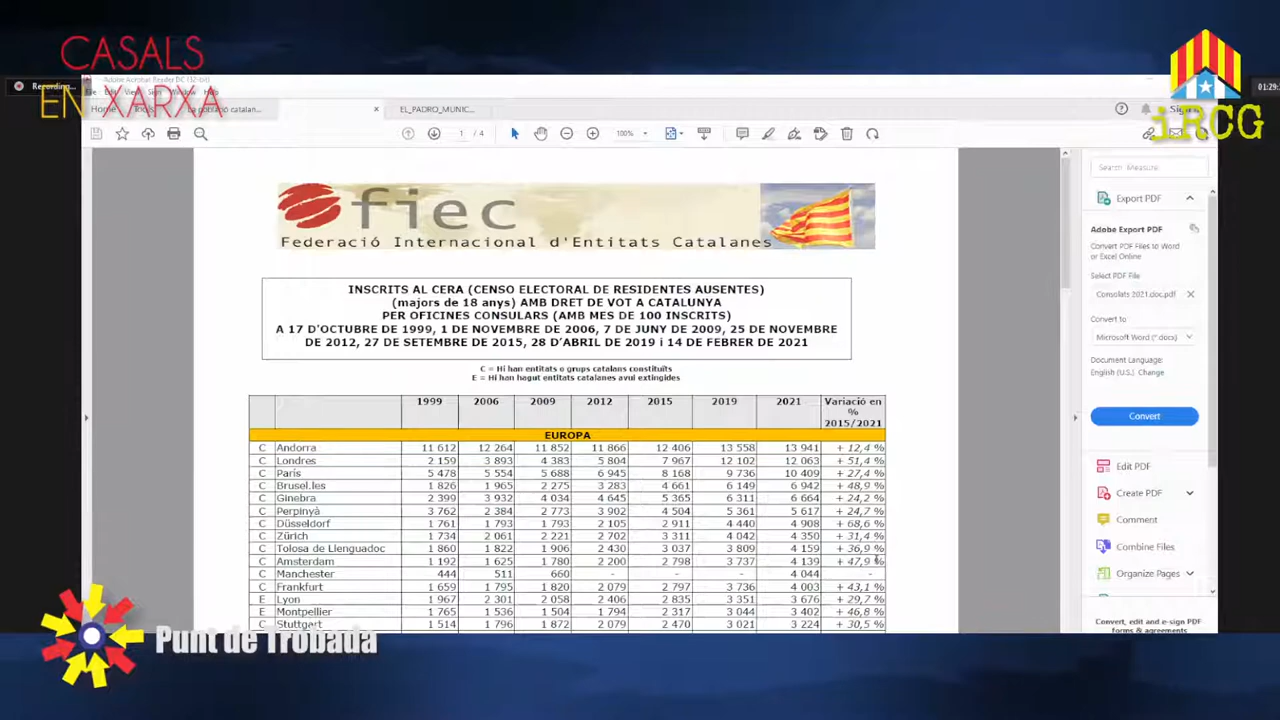 CASALS
EN XARXA
iRCG
Recording...
01:29:
Adobe Acrobat Reader DC (32-bit)
Window
Home
La població catalan...
EL_PADRO_MUNIC...
1 / 4
100%
fiec
Federació Internacional d'Entitats Catalanes
INSCRITS AL CERA (CENSO ELECTORAL DE RESIDENTES AUSENTES)
(majors de 18 anys) AMB DRET DE VOT A CATALUNYA
PER OFICINES CONSULARS (AMB MES DE 100 INSCRITS)
A 17 D'OCTUBRE DE 1999, 1 DE NOVEMBRE DE 2006, 7 DE JUNY DE 2009, 25 DE NOVEMBRE
DE 2012, 27 DE SETEMBRE DE 2015, 28 D'ABRIL DE 2019 i 14 DE FEBRER DE 2021
C = Hi han entitats o grups catalans constituïts
E = Hi han hagut entitats catalanes avui extingides
1999 2006 2009 2012 2015 2019 2021 Variació en
%
2015/2021
EUROPA
C Andorra 11 612 12 264 11 852 11 866 12 406 13 558 13 941 + 12,4 %
C Londres 2 159 3 893 4 383 5 804 7 967 12 102 12 063 + 51,4 %
C París 5 478 5 554 5 688 6 945 8 168 9 736 10 409 + 27,4 %
C Brusel.les 1 826 1 965 2 275 3 283 4 661 6 149 6 942 + 48,9 %
C Ginebra 2 399 3 932 4 034 4 645 5 365 6 311 6 664 + 24,2 %
C Perpinyà 3 762 2 384 2 773 3 902 4 504 5 361 5 617 + 24,7 %
C Düsseldorf 1 761 1 793 1 793 2 105 2 911 4 440 4 908 + 68,6 %
C Zürich 1 734 2 061 2 221 2 702 3 311 4 042 4 350 + 31,4 %
C Tolosa de Llenguadoc 1 860 1 822 1 906 2 430 3 037 3 809 4 159 + 36,9 %
C Amsterdam 1 192 1 625 1 780 2 200 2 798 3 737 4 139 + 47,9 %
C Manchester 444 511 660 - - - 4 044 -
C Frankfurt 1 659 1 795 1 820 2 079 2 797 3 736 4 003 + 43,1 %
E Lyon 1 967 2 301 2 058 2 406 2 835 3 351 3 676 + 29,7 %
E Montpellier 1 765 1 536 1 504 1 794 2 317 3 044 3 402 + 46,8 %
C Stuttgart 1 514 1 796 1 872 2 079 2 470 3 021 3 224 + 30,5 %
Search 'Measure'
Export PDF
Adobe Export PDF
Convert PDF Files to Word
or Excel Online
Select PDF File
Consolats 2021.doc.pdf
Convert to
Microsoft Word (*.docx)
Document Language:
English (U.S.) Change
Convert
Edit PDF
Create PDF
Comment
Combine Files
Organize Pages
Convert, edit and e-sign PDF
forms & agreements
Punt de Trobada